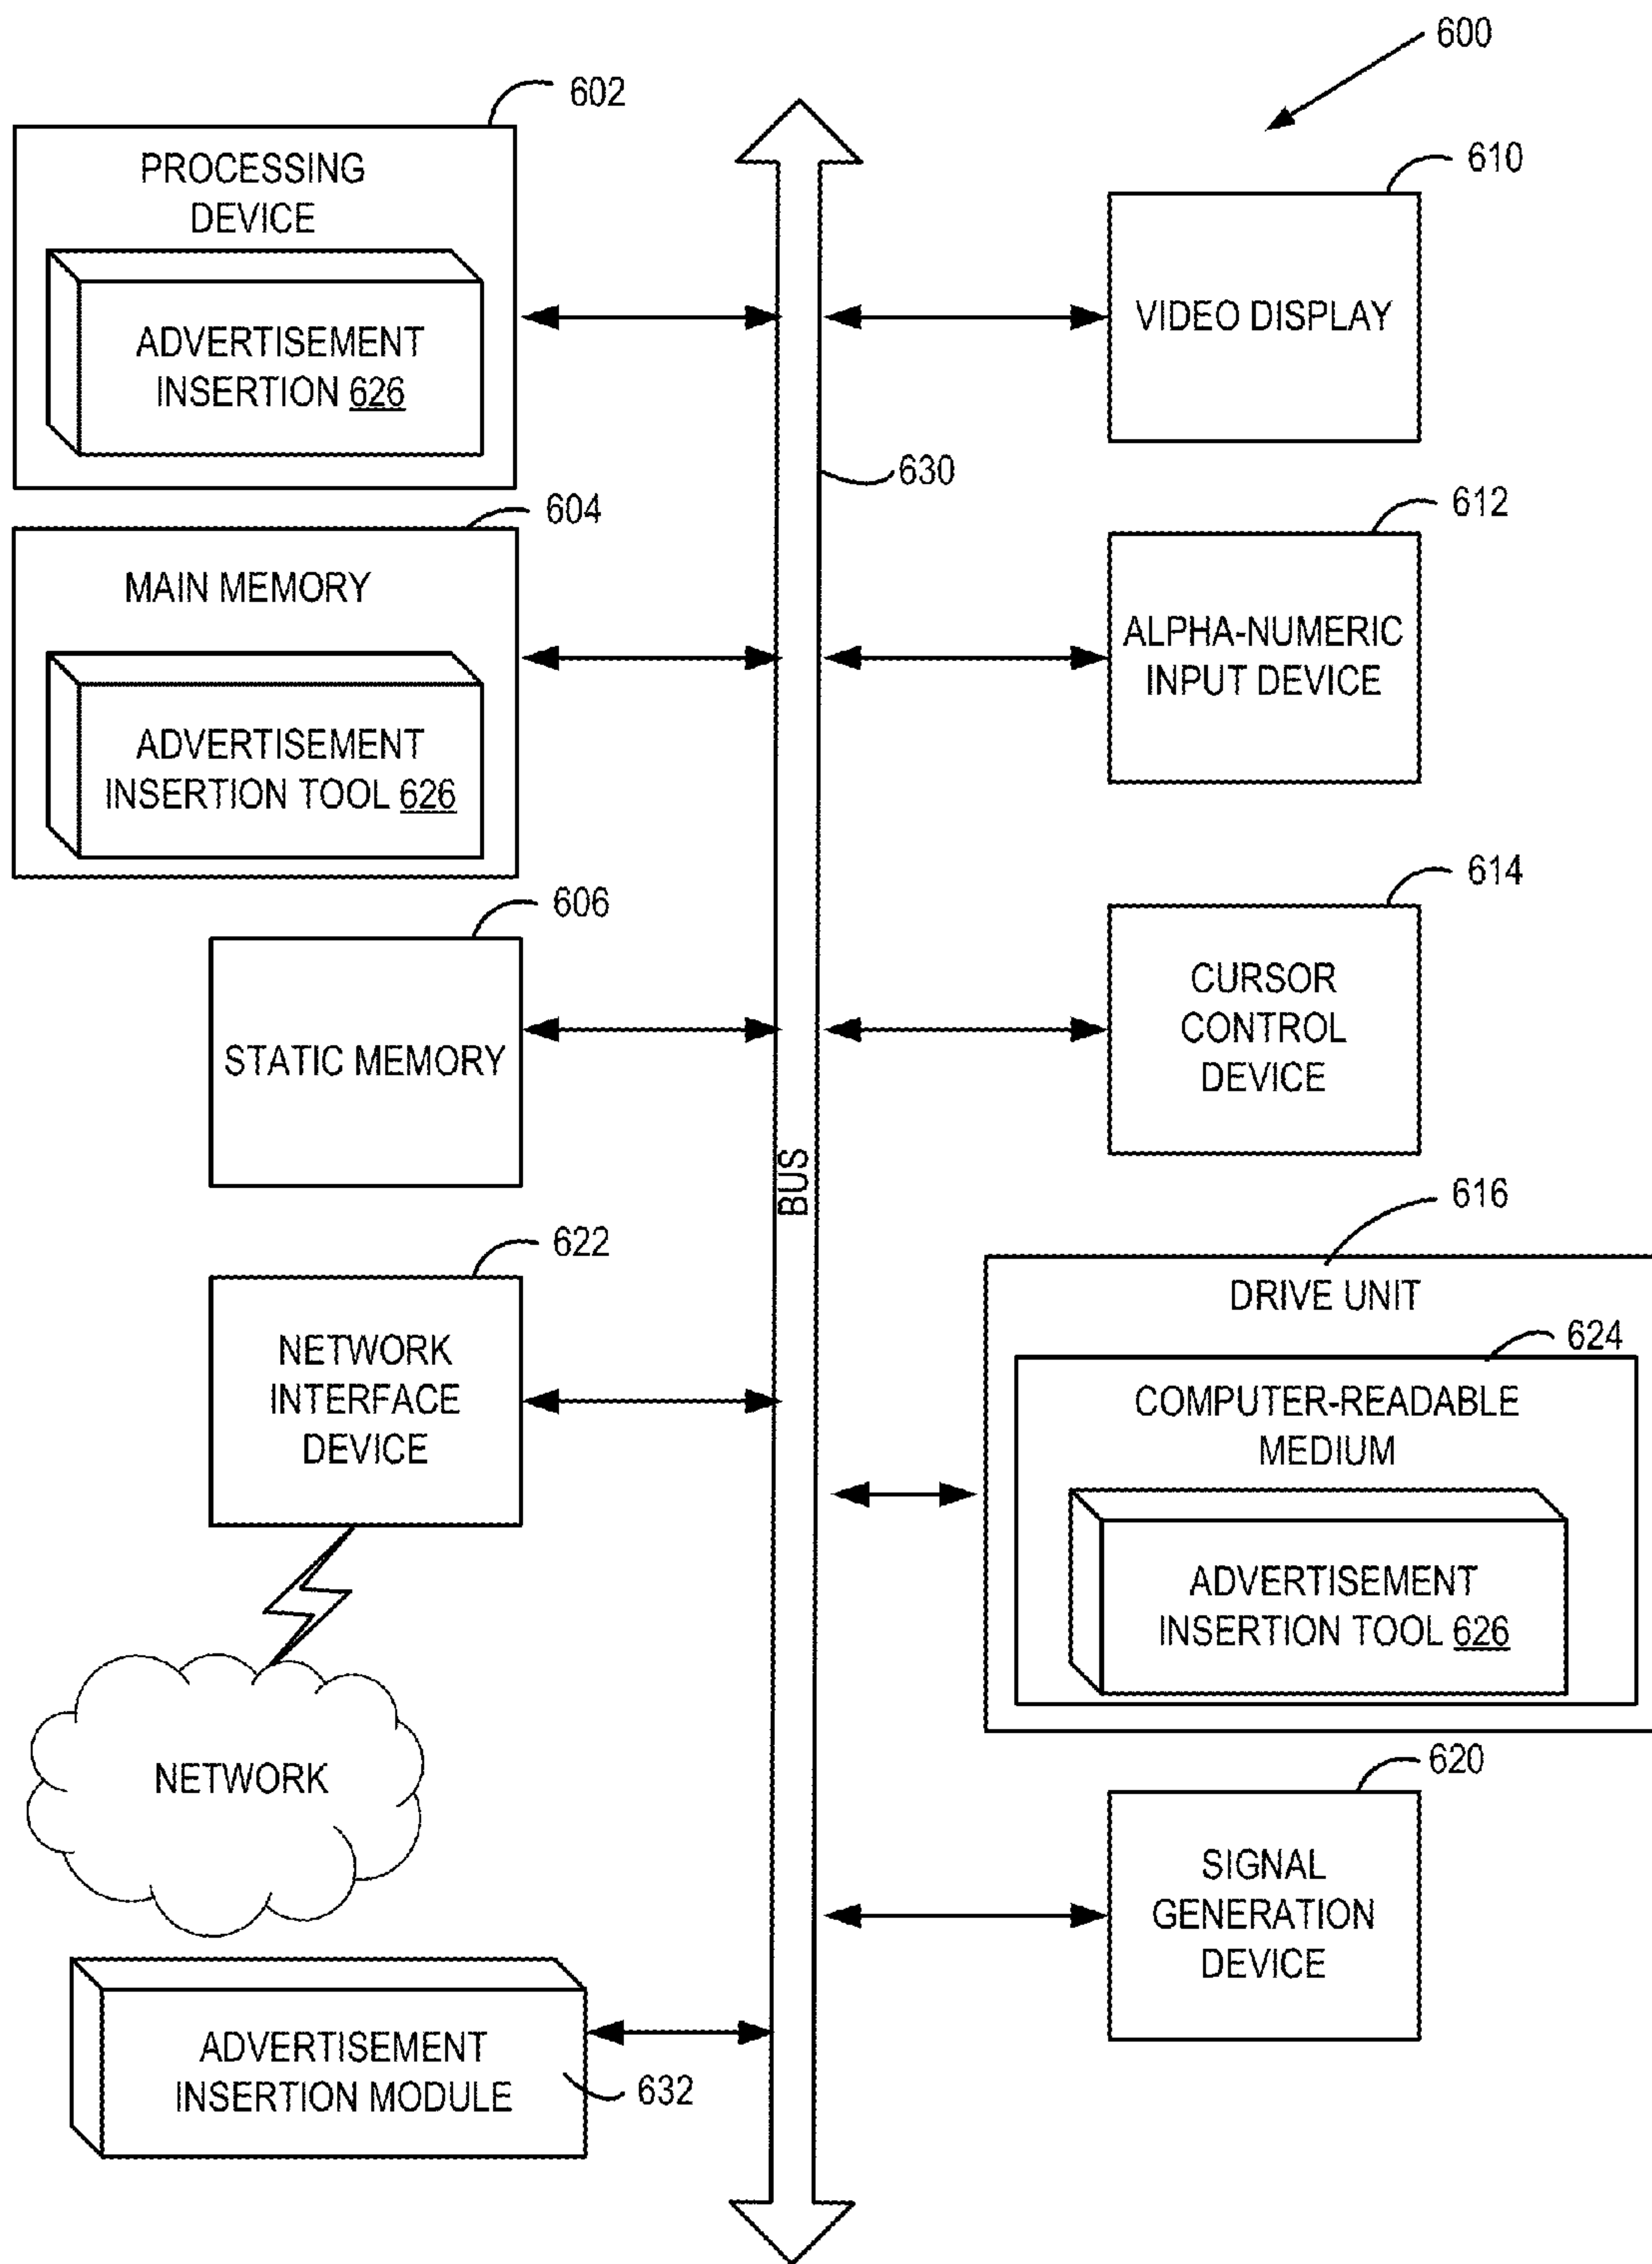 600
602
PROCESSING
DEVICE
ADVERTISEMENT
INSERTION 626
604
MAIN MEMORY
ADVERTISEMENT
INSERTION TOOL 626
606
STATIC MEMORY
622
NETWORK
INTERFACE
DEVICE
NETWORK
ADVERTISEMENT
INSERTION MODULE
632
BUS
630
610
VIDEO DISPLAY
612
ALPHA-NUMERIC
INPUT DEVICE
614
CURSOR
CONTROL
DEVICE
616
DRIVE UNIT
624
COMPUTER-READABLE
MEDIUM
ADVERTISEMENT
INSERTION TOOL 626
620
SIGNAL
GENERATION
DEVICE